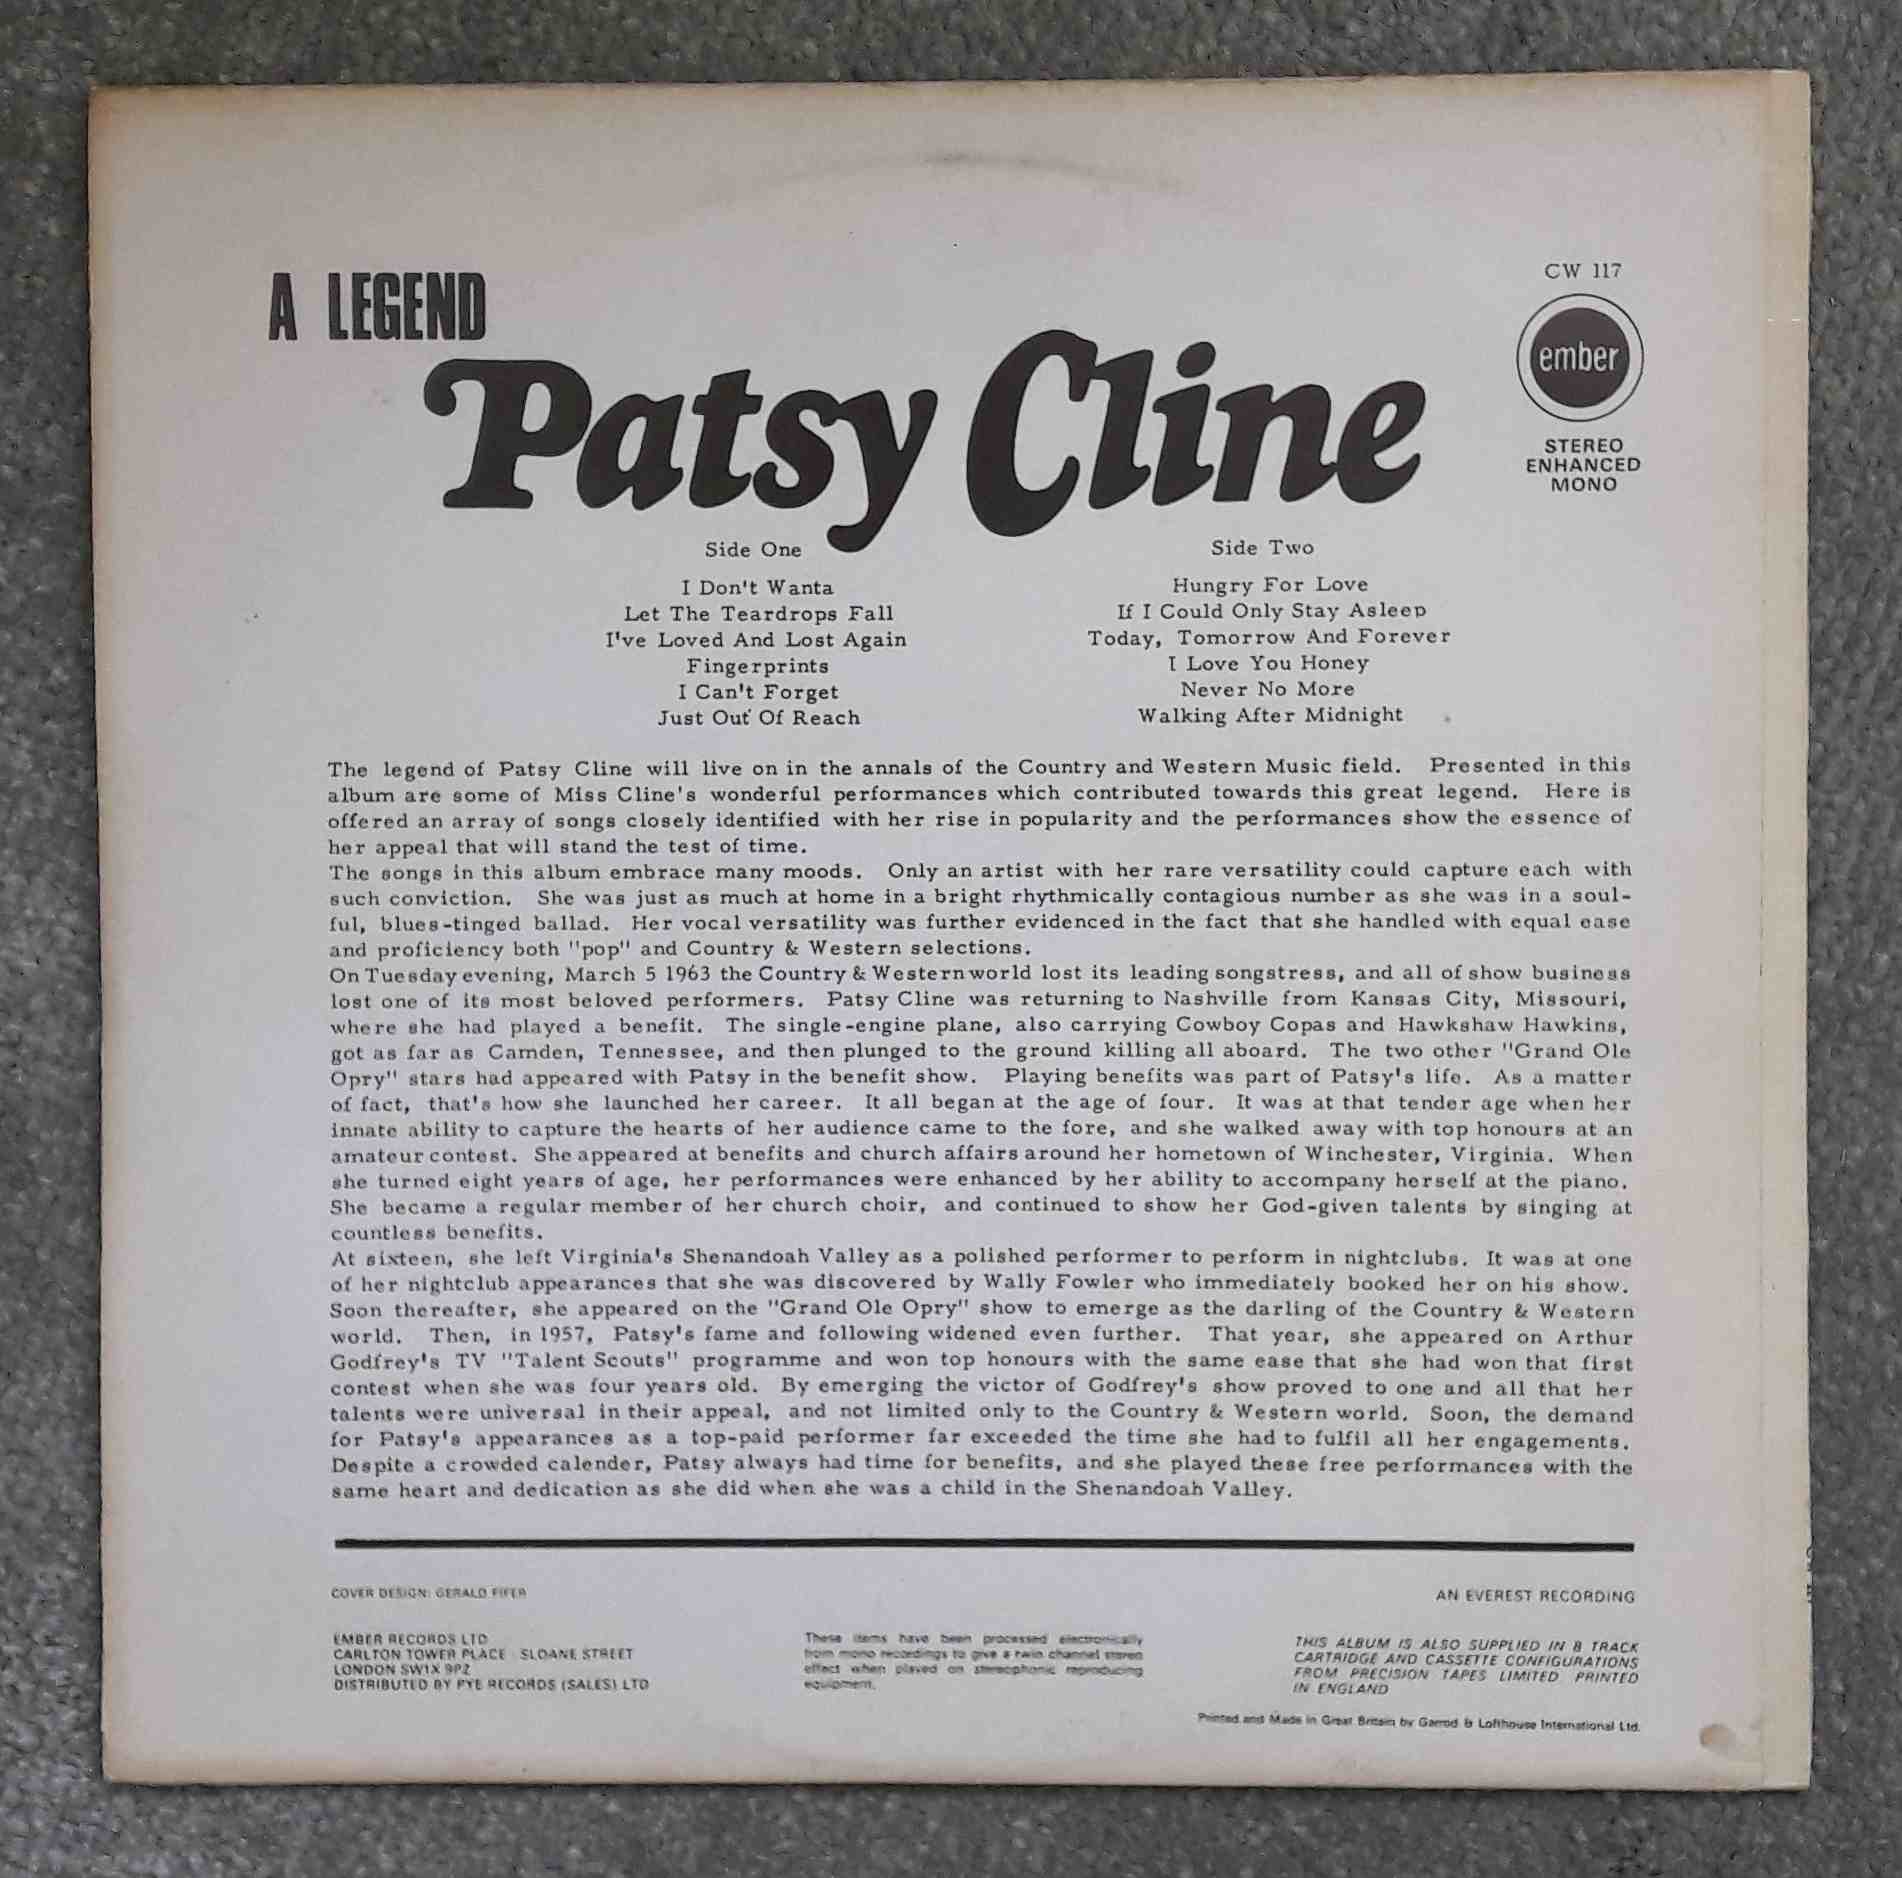 A LEGEND
Patsy Cline
CW 117
ember
STEREO
ENHANCED
MONO
Side One
I Don't Wanta
Let The Teardrops Fall
I've Loved And Lost Again
Fingerprints
I Can't Forget
Just Out Of Reach
Side Two
Hungry For Love
If I Could Only Stay Asleep
Today, Tomorrow And Forever
I Love You Honey
Never No More
Walking After Midnight
The legend of Patsy Cline will live on in the annals of the Country and Western Music field. Presented in this
album are some of Miss Cline's wonderful performances which contributed towards this great legend. Here is
offered an array of songs closely identified with her rise in popularity and the performances show the essence of
her appeal that will stand the test of time.
The songs in this album embrace many moods. Only an artist with her rare versatility could capture each with
such conviction. She was just as much at home in a bright rhythmically contagious number as she was in a soul-
ful, blues-tinged ballad. Her vocal versatility was further evidenced in the fact that she handled with equal ease
and proficiency both "pop" and Country & Western selections.
On Tuesday evening, March 5 1963 the Country & Western world lost its leading songstress, and all of show business
lost one of its most beloved performers. Patsy Cline was returning to Nashville from Kansas City, Missouri,
where she had played a benefit. The single-engine plane, also carrying Cowboy Copas and Hawkshaw Hawkins,
got as far as Camden, Tennessee, and then plunged to the ground killing all aboard. The two other "Grand Ole
Opry" stars had appeared with Patsy in the benefit show. Playing benefits was part of Patsy's life. As a matter
of fact, that's how she launched her career. It all began at the age of four. It was at that tender age when her
innate ability to capture the hearts of her audience came to the fore, and she walked away with top honours at an
amateur contest. She appeared at benefits and church affairs around her hometown of Winchester, Virginia. When
she turned eight years of age, her performances were enhanced by her ability to accompany herself at the piano.
She became a regular member of her church choir, and continued to show her God-given talents by singing at
countless benefits.
At sixteen, she left Virginia's Shenandoah Valley as a polished performer to perform in nightclubs. It was at one
of her nightclub appearances that she was discovered by Wally Fowler who immediately booked her on his show.
Soon thereafter, she appeared on the "Grand Ole Opry" show to emerge as the darling of the Country & Western
world. Then, in 1957, Patsy's fame and following widened even further. That year, she appeared on Arthur
Godfrey's TV "Talent Scouts" programme and won top honours with the same ease that she had won that first
contest when she was four years old. By emerging the victor of Godfrey's show proved to one and all that her
talents were universal in their appeal, and not limited only to the Country & Western world. Soon, the demand
for Patsy's appearances as a top-paid performer far exceeded the time she had to fulfil all her engagements.
Despite a crowded calender, Patsy always had time for benefits, and she played these free performances with the
same heart and dedication as she did when she was a child in the Shenandoah Valley.
COVER DESIGN: GERALD FIFER
AN EVEREST RECORDING
EMBER RECORDS LTD
CARLTON TOWER PLACE SLOANE STREET
LONDON SW1X 9PZ
DISTRIBUTED BY PYE RECORDS (SALES) LTD
These items have been processed electronically
from mono recordings to give a twin channel stereo
effect when played on stereophonic reproducing
equipment.
THIS ALBUM IS ALSO SUPPLIED IN 8 TRACK
CARTRIDGE AND CASSETTE CONFIGURATIONS
FROM PRECISION TAPES LIMITED PRINTED
IN ENGLAND
Printed and Made in Great Britain by Garrod & Lofthouse International Ltd.